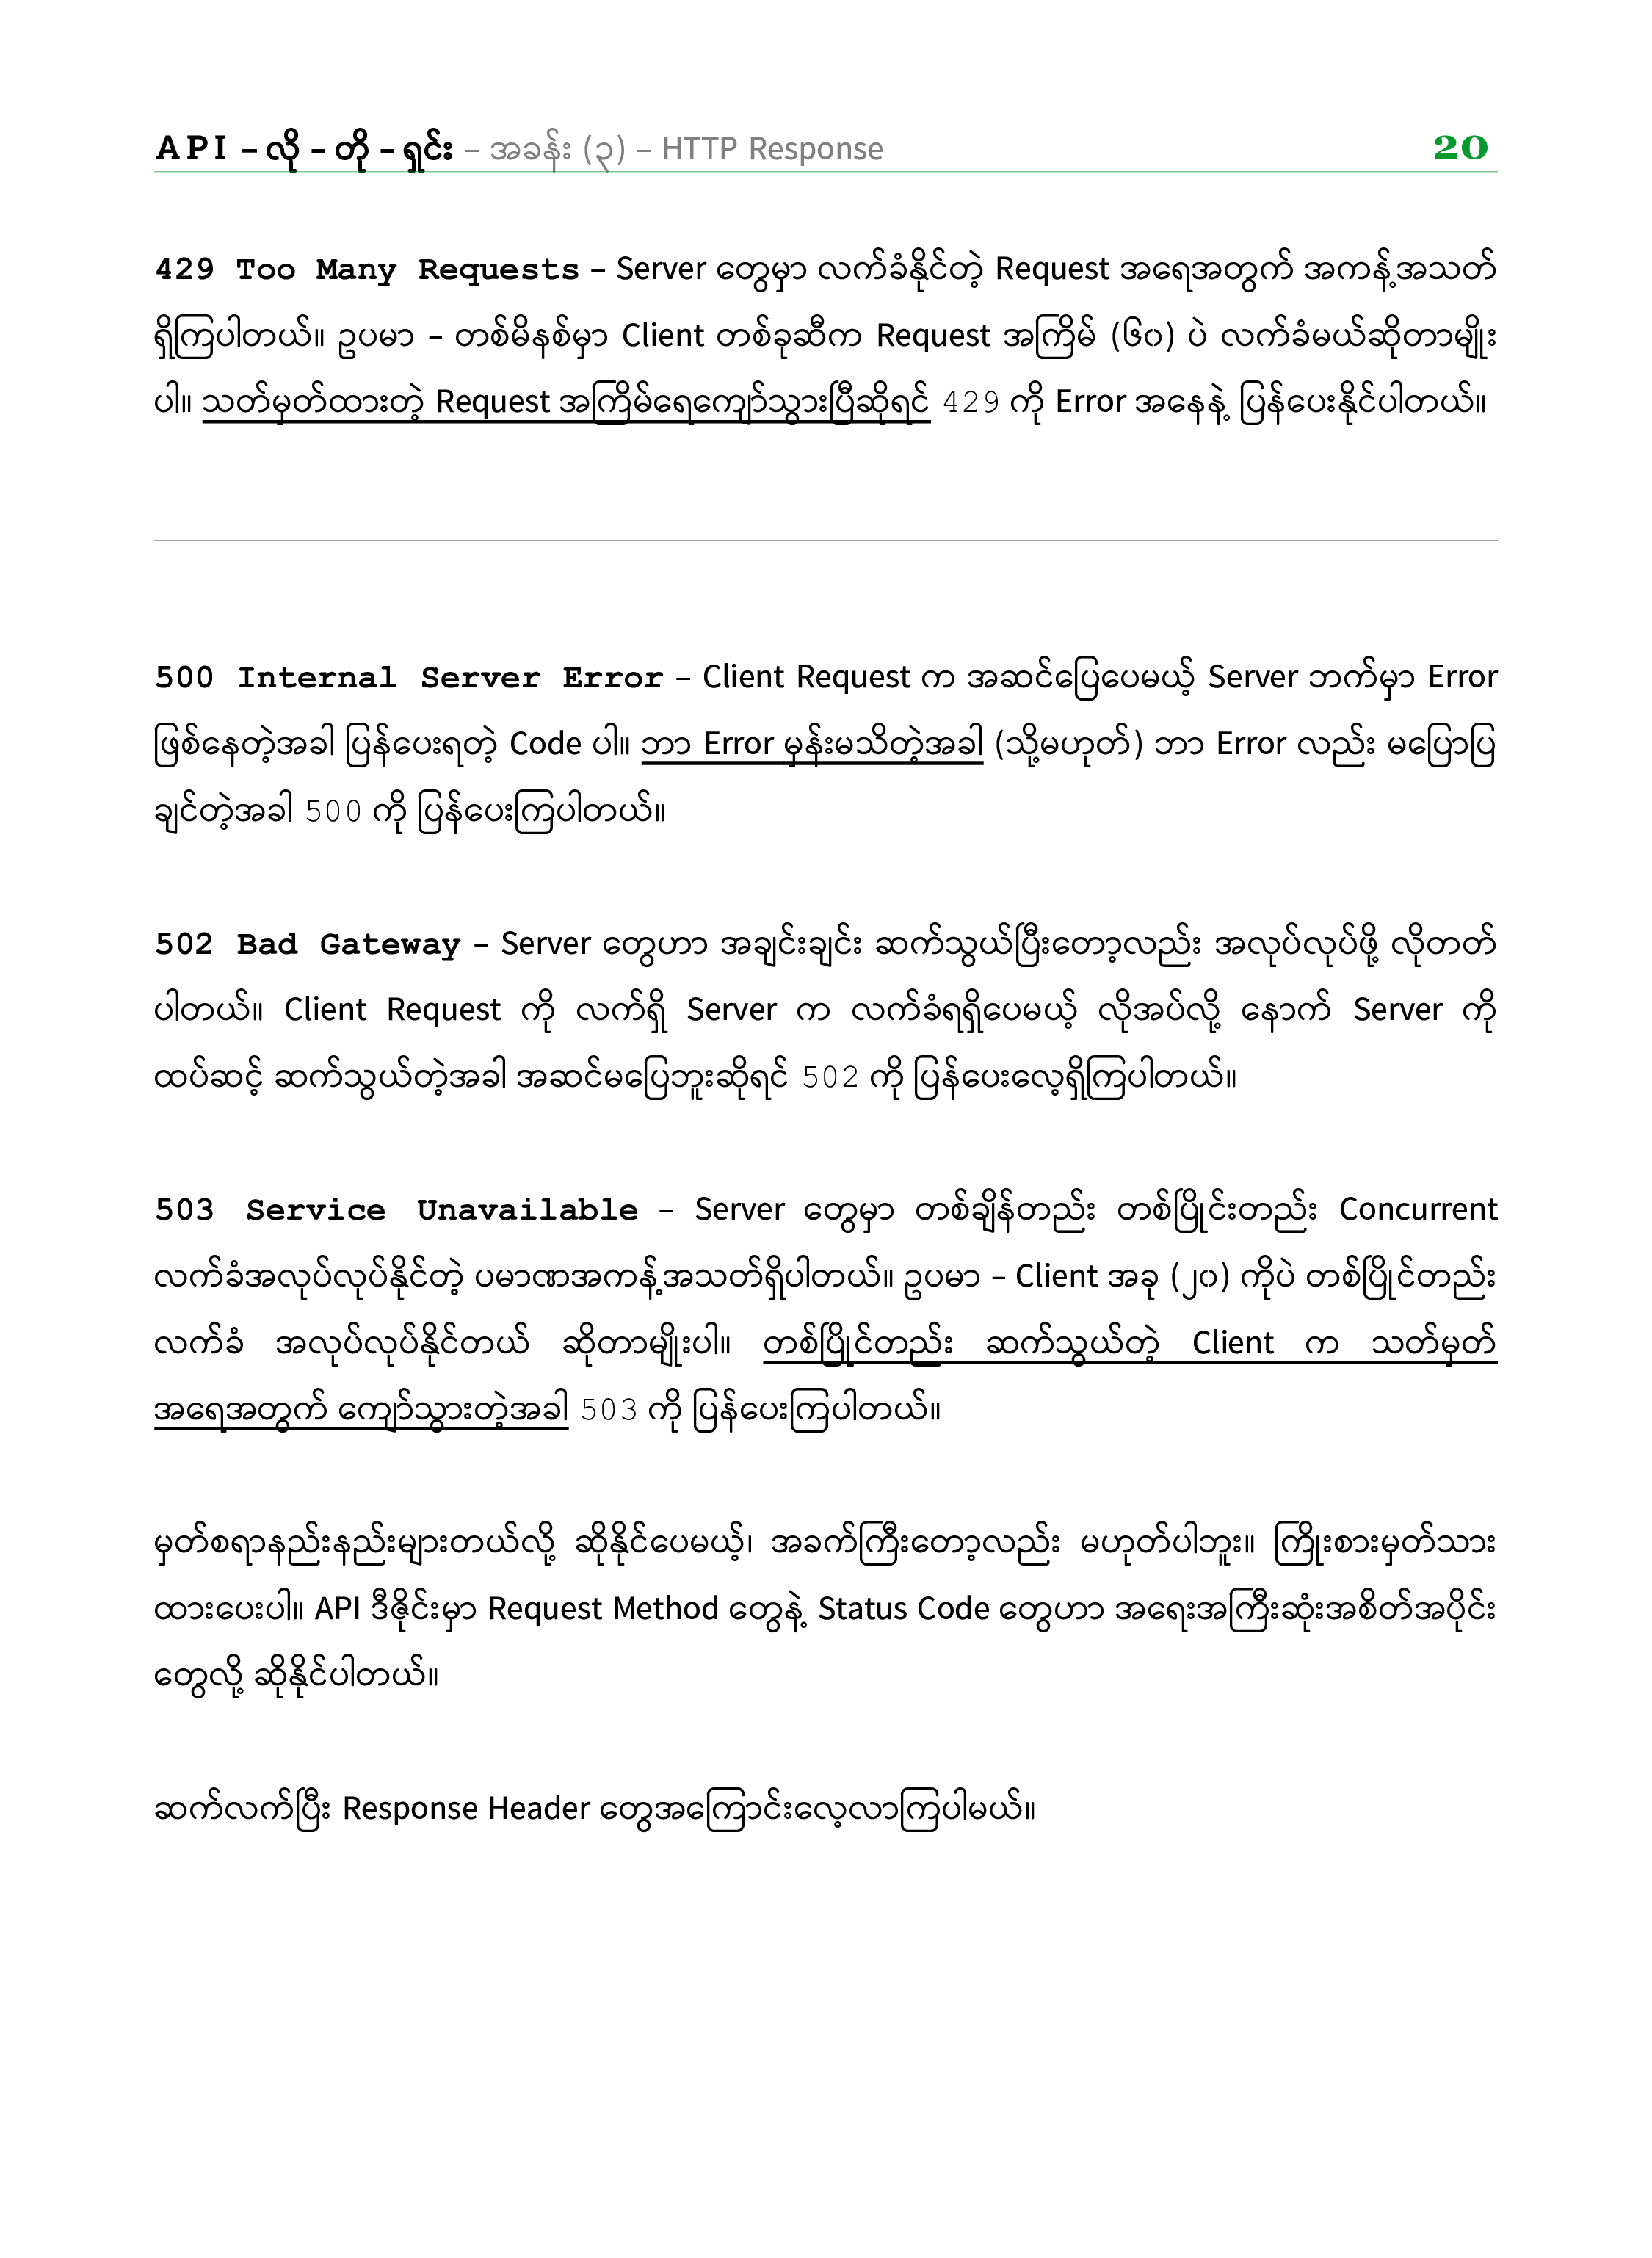 API – လို – တို – ရှင်း – အခန်း (၃) – HTTP Response 20
429 Too Many Requests – Server တွေမှာ လက်ခံနိုင်တဲ့ Request အရေအတွက် အကန့်အသတ်
ရှိကြပါတယ်။ ဥပမာ – တစ်မိနစ်မှာ Client တစ်ခုဆီက Request အကြိမ် (၆၀) ပဲ လက်ခံမယ်ဆိုတာမျိုး
ပါ။ သတ်မှတ်ထားတဲ့ Request အကြိမ်ရေကျော်သွားပြီဆိုရင် 429 ကို Error အနေနဲ့ ပြန်ပေးနိုင်ပါတယ်။
500 Internal Server Error – Client Request က အဆင်ပြေပေမယ့် Server ဘက်မှာ Error
ဖြစ်နေတဲ့အခါ ပြန်ပေးရတဲ့ Code ပါ။ ဘာ Error မှန်းမသိတဲ့အခါ (သို့မဟုတ်) ဘာ Error လည်း မပြောပြ
ချင်တဲ့အခါ 500 ကို ပြန်ပေးကြပါတယ်။
502 Bad Gateway – Server တွေဟာ အချင်းချင်း ဆက်သွယ်ပြီးတော့လည်း အလုပ်လုပ်ဖို့ လိုတတ်
ပါတယ်။ Client Request ကို လက်ရှိ Server က လက်ခံရရှိပေမယ့် လိုအပ်လို့ နောက် Server ကို
ထပ်ဆင့် ဆက်သွယ်တဲ့အခါ အဆင်မပြေဘူးဆိုရင် 502 ကို ပြန်ပေးလေ့ရှိကြပါတယ်။
503 Service Unavailable – Server တွေမှာ တစ်ချိန်တည်း တစ်ပြိုင်းတည်း Concurrent
လက်ခံအလုပ်လုပ်နိုင်တဲ့ ပမာဏအကန့်အသတ်ရှိပါတယ်။ ဥပမာ – Client အခု (၂၀) ကိုပဲ တစ်ပြိုင်တည်း
လက်ခံ အလုပ်လုပ်နိုင်တယ် ဆိုတာမျိုးပါ။ တစ်ပြိုင်တည်း ဆက်သွယ်တဲ့ Client က သတ်မှတ်
အရေအတွက် ကျော်သွားတဲ့အခါ 503 ကို ပြန်ပေးကြပါတယ်။
မှတ်စရာနည်းနည်းများတယ်လို့ ဆိုနိုင်ပေမယ့်၊ အခက်ကြီးတော့လည်း မဟုတ်ပါဘူး။ ကြိုးစားမှတ်သား
ထားပေးပါ။ API ဒီဇိုင်းမှာ Request Method တွေနဲ့ Status Code တွေဟာ အရေးအကြီးဆုံးအစိတ်အပိုင်း
တွေလို့ ဆိုနိုင်ပါတယ်။
ဆက်လက်ပြီး Response Header တွေအကြောင်းလေ့လာကြပါမယ်။